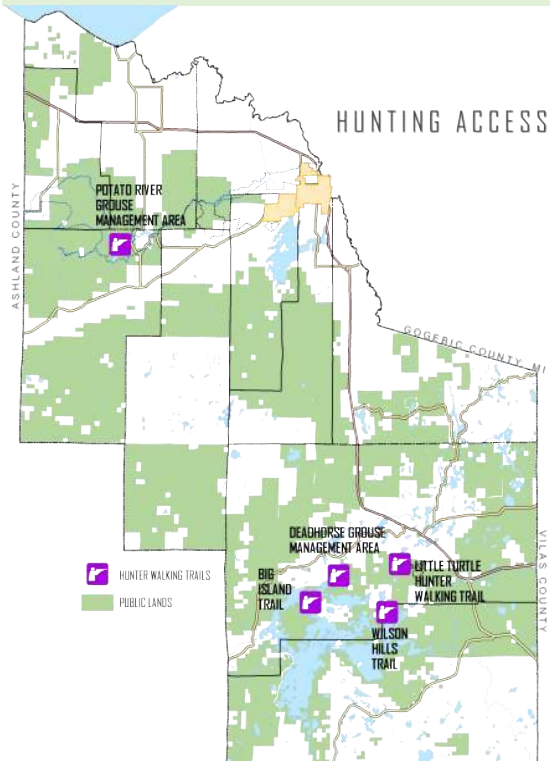 HUNTING ACCESS
POTATO RIVER
GROUSE
MANAGEMENT AREA
ASHLAND COUNTY
GOGEBIC COUNTY, MI
DEADHORSE GROUSE
MANAGEMENT AREA
LITTLE TURTLE
HUNTER
WALKING TRAIL
BIG
ISLAND
TRAIL
WILSON
HILLS
TRAIL
VILAS COUNTY
HUNTER WALKING TRAILS
PUBLIC LANDS